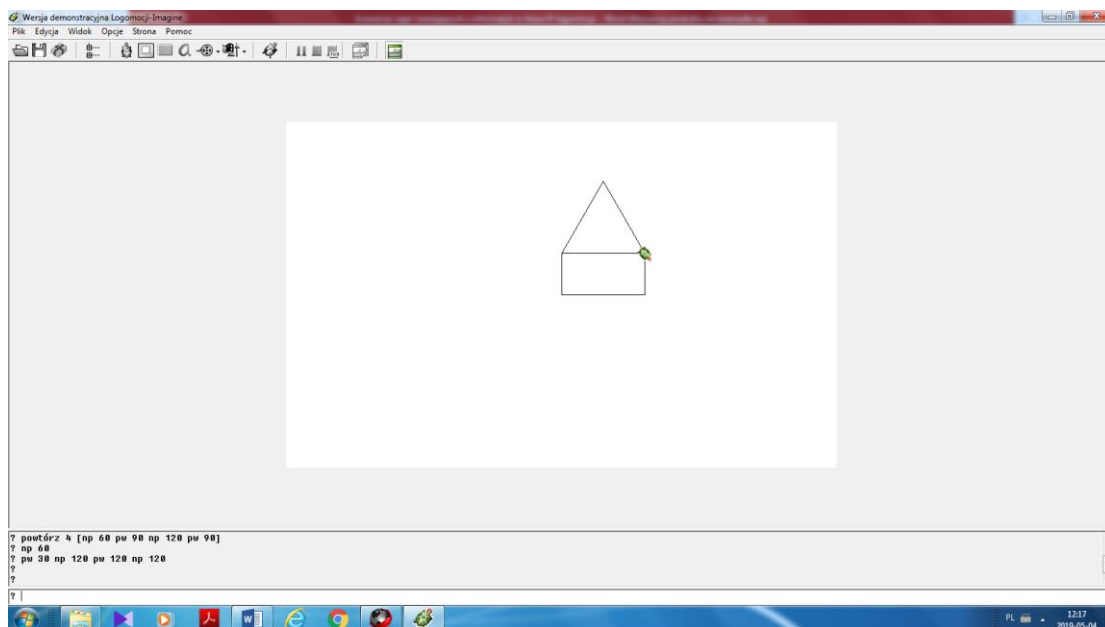 Wersja demonstracyjna Logomocji-Imagine
Plik Edycja Widok Opcje Strona Pomoc
? powtórz 4 [np 60 pw 90 np 120 pw 90]
? np 60
? pw 30 np 120 pw 120 np 120
?
?
? 
PL 12:17
2019-05-04